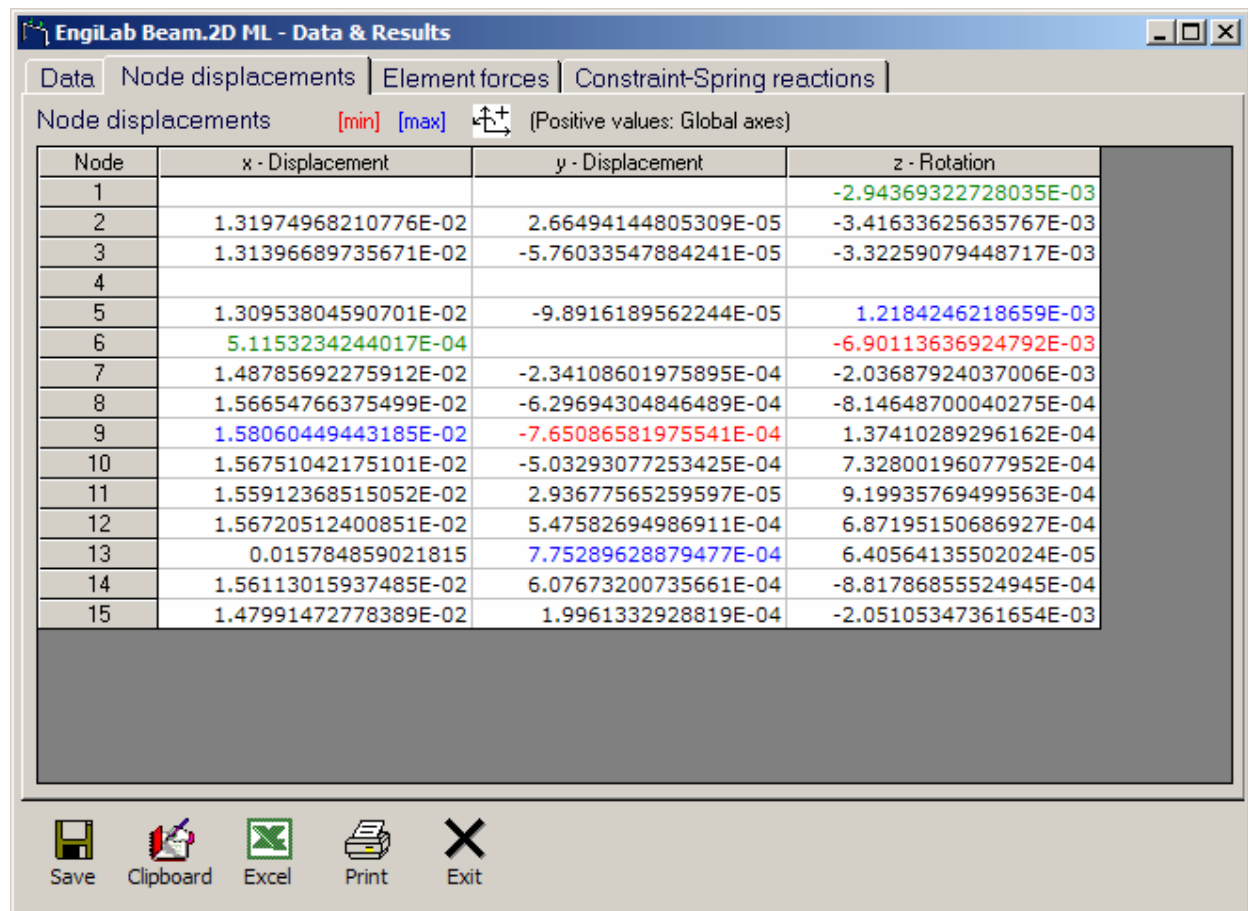 EngiLab Beam.2D ML - Data & Results
Data Node displacements Element forces Constraint-Spring reactions
Node displacements [min] [max] (Positive values: Global axes)
Node x - Displacement y - Displacement z - Rotation
1 -2.94369322728035E-03
2 1.31974968210776E-02 2.66494144805309E-05 -3.41633625635767E-03
3 1.31396689735671E-02 -5.76033547884241E-05 -3.32259079448717E-03
4
5 1.30953804590701E-02 -9.8916189562244E-05 1.2184246218659E-03
6 5.1153234244017E-04 -6.90113636924792E-03
7 1.48785692275912E-02 -2.34108601975895E-04 -2.03687924037006E-03
8 1.56654766375499E-02 -6.29694304846489E-04 -8.14648700040275E-04
9 1.58060449443185E-02 -7.65086581975541E-04 1.37410289296162E-04
10 1.56751042175101E-02 -5.03293077253425E-04 7.32800196077952E-04
11 1.55912368515052E-02 2.93677565259597E-05 9.19935769499563E-04
12 1.56720512400851E-02 5.47582694986911E-04 6.87195150686927E-04
13 0.015784859021815 7.75289628879477E-04 6.40564135502024E-05
14 1.56113015937485E-02 6.07673200735661E-04 -8.81786855524945E-04
15 1.47991472778389E-02 1.9961332928819E-04 -2.05105347361654E-03
Save Clipboard Excel Print Exit